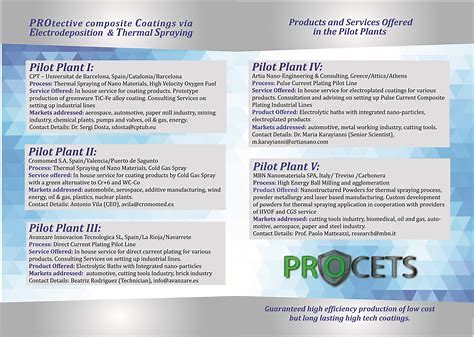 PROtective composite Coatings via
Electrodeposition & Thermal Spraying
Pilot Plant I:
CPT – Universitat de Barcelona, Spain/Catalonia/Barcelona
Process: Thermal Spraying of Nano Materials, High Velocity Oxygen Fuel
Service Offered: In house service for coating products. Prototype
production of greenware TiC-Fe alloy coating. Consulting Services on
setting up industrial lines
Markets addressed: aerospace, automotive, paper mill industry, mining
industry, chemical plants, pumps and valves, oil & gas, energy.
Contact Details: Dr. Sergi Dosta, sdosta@cptub.eu
Pilot Plant II:
Cromomed S.A, Spain/Valencia/Puerto de Sagunto
Process: Thermal Spraying of Nano Materials, Cold Gas Spray
Service Offered: In house service for coating products by Cold Gas Spray
with a green alternative to Cr+6 and WC-Co
Markets addressed: automobile, aerospace, additive manufacturing, wind
energy, oil & gas, plastics, nuclear, electrical.
Contact Details: Antonio Vila (CEO), avila@cromomed.es
Pilot Plant III:
Avanzare Innovacion Tecnologica SL, Spain/La Rioja/Navarrete
Process: Direct Current Plating Pilot Line
Service Offered: In house service for direct current plating for various
products. Consulting Services on setting up industrial lines.
Product Offered: Electrolytic Baths with integrated nano-particles
Markets addressed: automotive, cutting tools Industry, brick industry
Contact Details: Beatriz Rodriguez (Technician), info@avanzare.es
Products and Services Offered
in the Pilot Plants
Pilot Plant IV:
Artia Nano-Engineering & Consulting, Greece/Attica/Athens
Process: Pulse Current Plating Pilot Line
Service Offered: In house service for electroplated coatings for various
products. Consultation and advising on setting up Pulse Current Composite
Plating Industrial Lines
Product Offered: Electrolytic baths with integrated nano-particles,
electroplated products
Markets addressed: automotive, metal working industry, cutting tools.
Contact Details: Dr. Maria Karayianni (Senior Scientist),
m.karayianni@artianano.com
Pilot Plant V:
MBN Nanomaterialia SPA, Italy/ Treviso /Carbonera
Process: High Energy Ball Milling and agglomeration
Product Offered: Nanostructured Powders for thermal spraying process,
powder metallurgy and laser based manufacturing. Custom development
of powders for thermal spraying application in cooperation with providers
of HVOF and CGS service
Markets addressed: cutting tools industry, biomedical, oil and gas, auto-
motive, aerospace, paper and steel industry.
Contact Details: Prof. Paolo Matteazzi, research@mbn.it
PROCETS
Guaranteed high efficiency production of low cost
but long lasting high tech coatings.